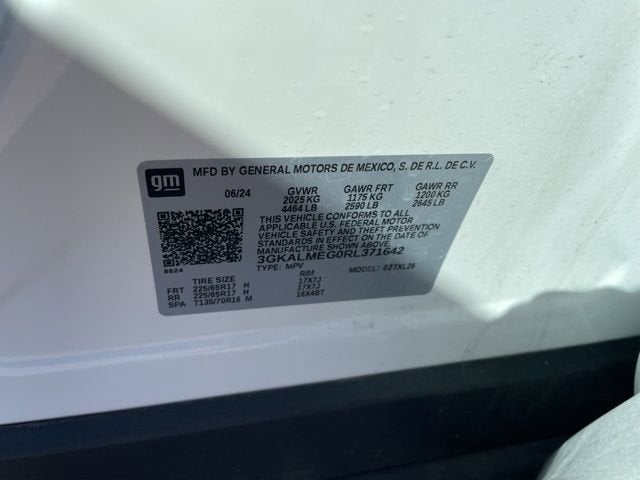 gm
MFD BY GENERAL MOTORS DE MEXICO, S. DE R.L. DE C.V.
06/24 GVWR GAWR FRT GAWR RR
2025 KG 1175 KG 1200 KG
4464 LB 2590 LB 2645 LB
THIS VEHICLE CONFORMS TO ALL
APPLICABLE U.S. FEDERAL MOTOR
VEHICLE SAFETY AND THEFT PREVENTION
STANDARDS IN EFFECT ON THE DATE OF
MANUFACTURE SHOWN ABOVE.
3GKALMEG0RL371642
TYPE: MPV MODEL: 02TXL26
8624
TIRE SIZE RIM
FRT 225/65R17 H 17X7J
RR 225/65R17 H 17X7J
SPA T135/70R16 M 16X4BT